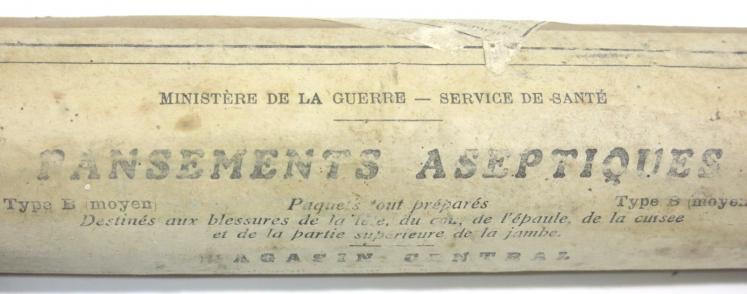 MINISTÈRE DE LA GUERRE — SERVICE DE SANTÉ
PANSEMENTS ASEPTIQUES
Type B (moyen) Paquets tout préparés Type B (moyen
Destinés aux blessures de la tête, du cou, de l'épaule, de la cuisse
et de la partie supérieure de la jambe.
MAGASIN CENTRAL